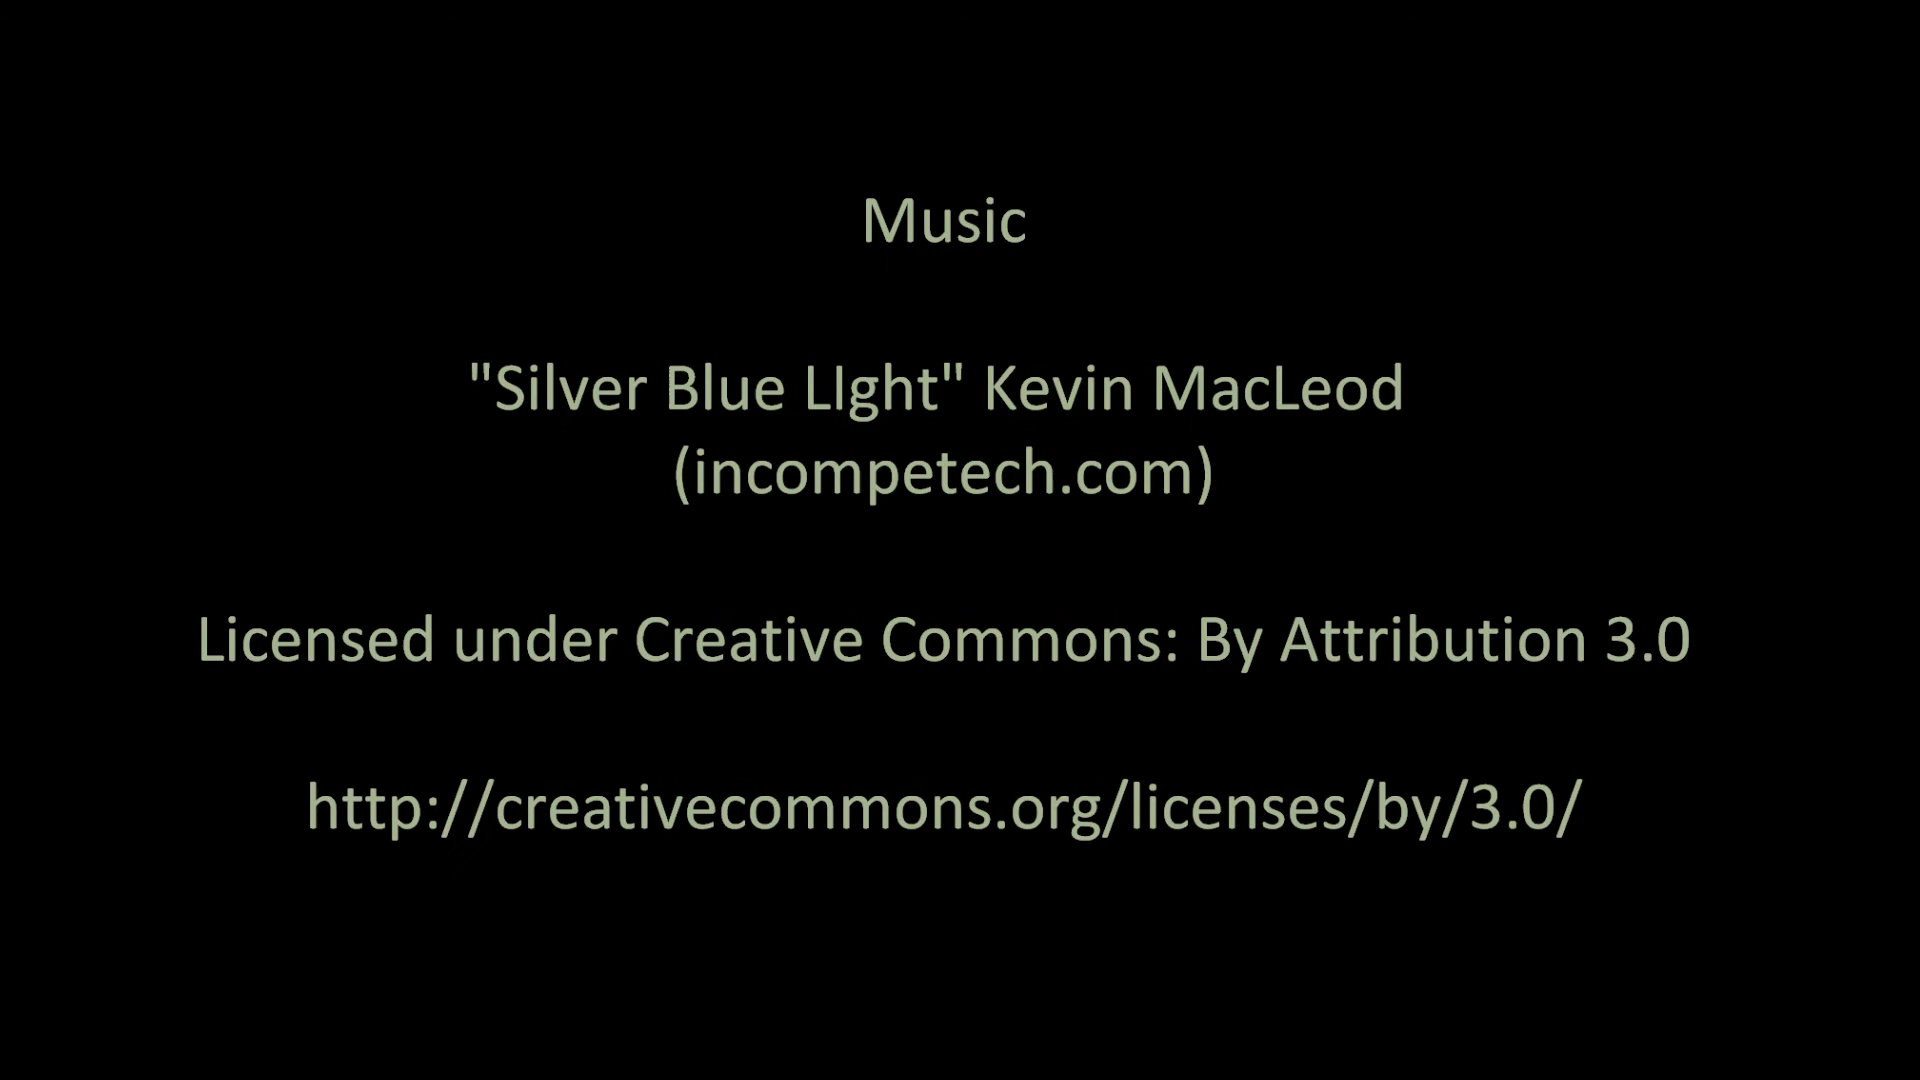 Music
"Silver Blue LIght" Kevin MacLeod
(incompetech.com)
Licensed under Creative Commons: By Attribution 3.0
http://creativecommons.org/licenses/by/3.0/